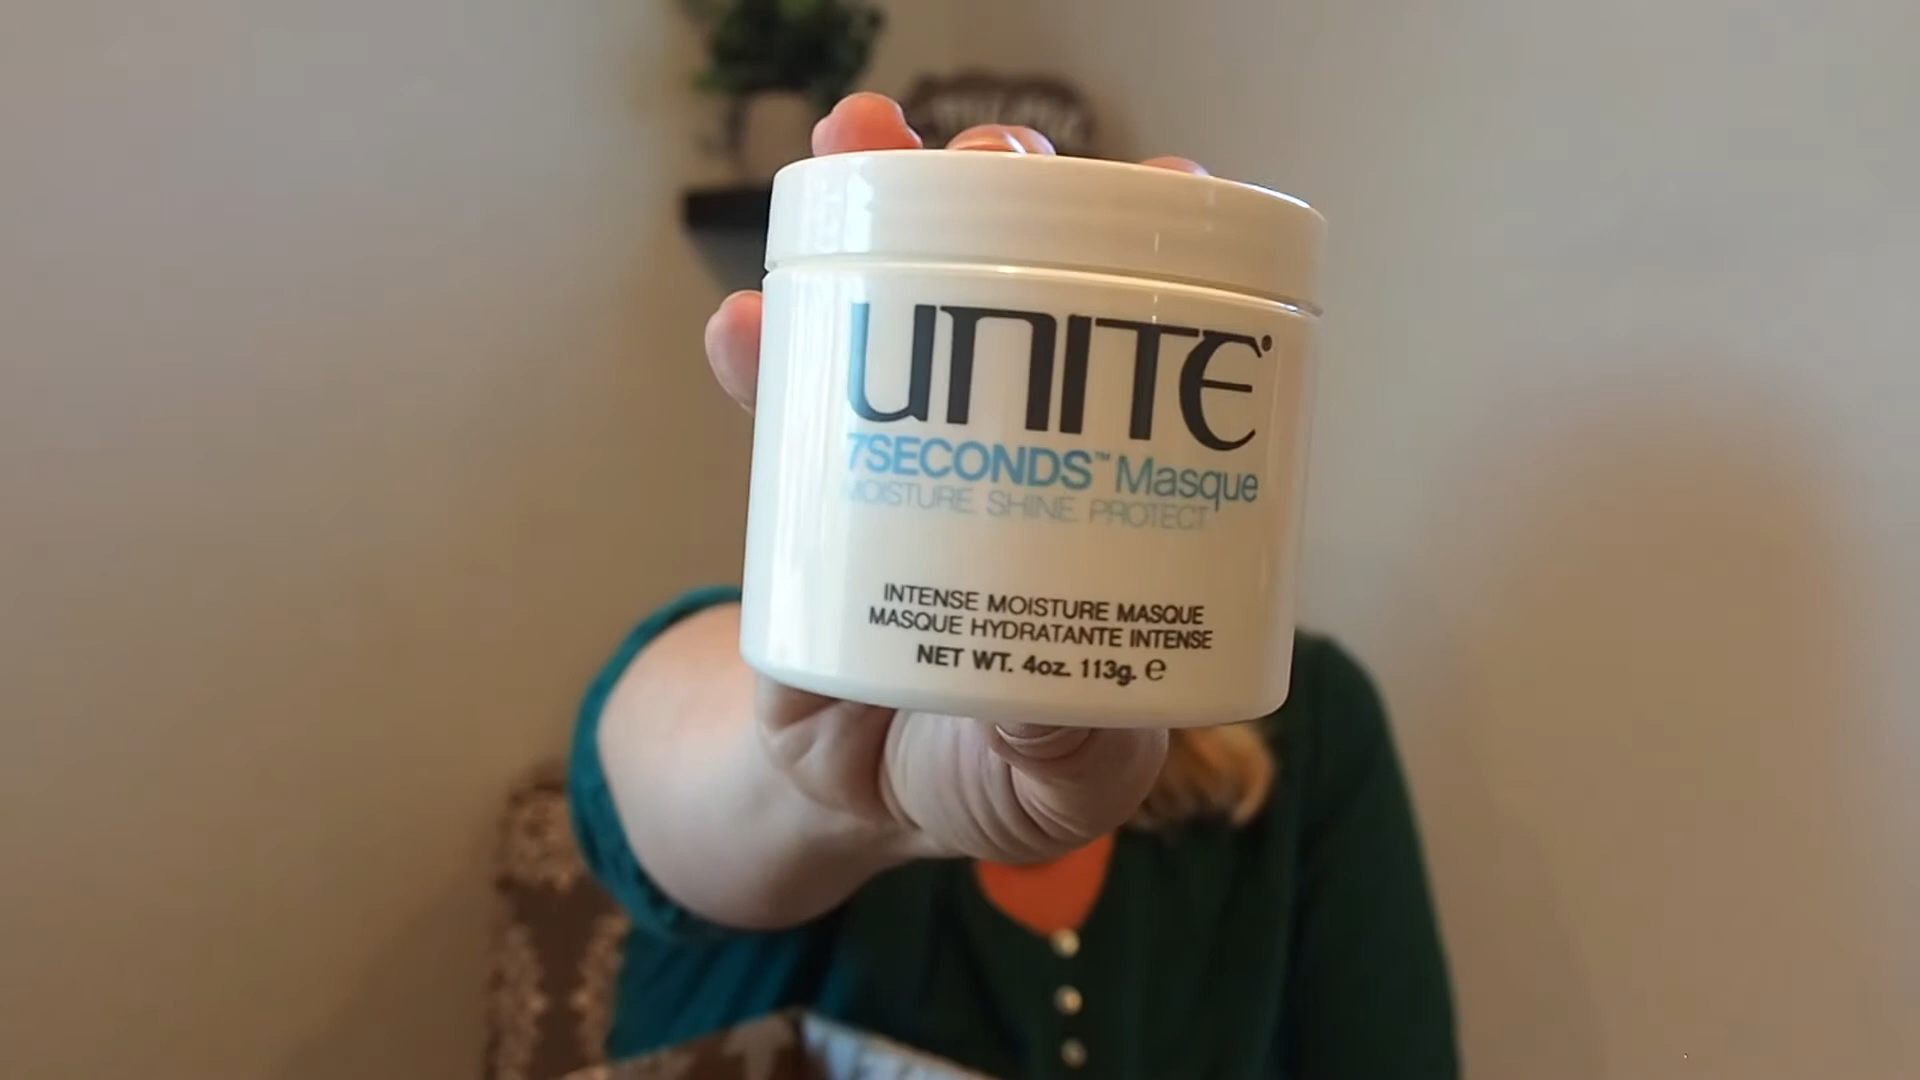 UNITE®
7SECONDS™ Masque
MOISTURE. SHINE. PROTECT.
INTENSE MOISTURE MASQUE
MASQUE HYDRATANTE INTENSE
NET WT. 4oz. 113g. ℮